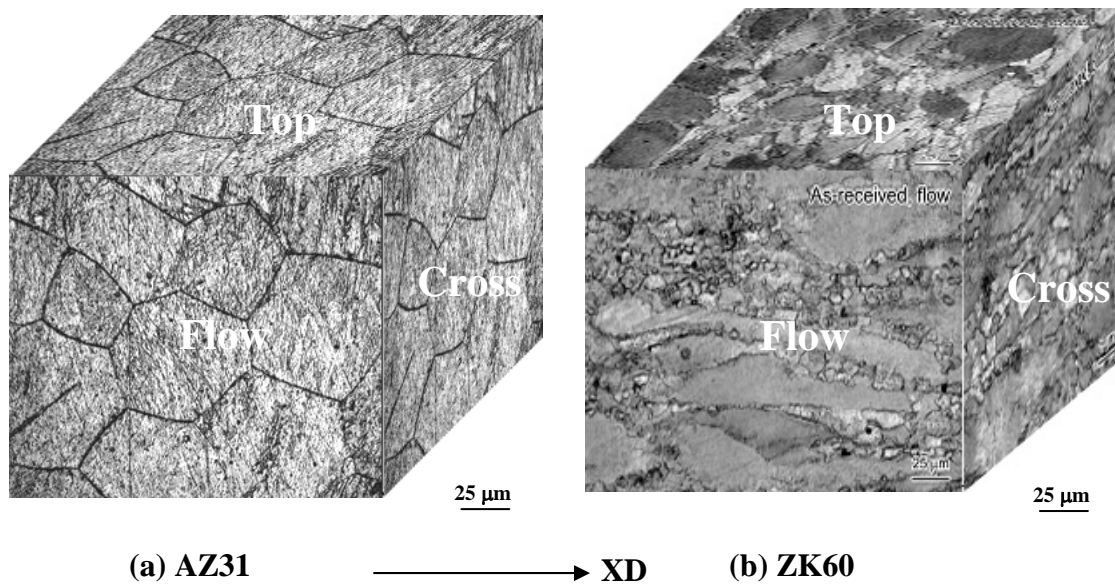 Top
Flow
Cross
25 μm
Top
As-received, flow
Flow
Cross
25 μm
25 μm
(a) AZ31
XD
(b) ZK60